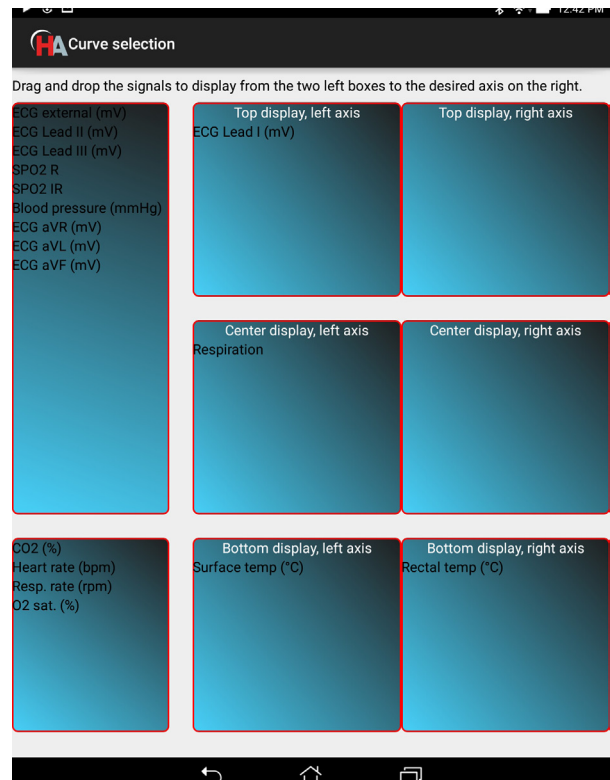 12:42 PM
HA Curve selection
Drag and drop the signals to display from the two left boxes to the desired axis on the right.
ECG external (mV)
ECG Lead II (mV)
ECG Lead III (mV)
SPO2 R
SPO2 IR
Blood pressure (mmHg)
ECG aVR (mV)
ECG aVL (mV)
ECG aVF (mV)
Top display, left axis
ECG Lead I (mV)
Top display, right axis
Center display, left axis
Respiration
Center display, right axis
CO2 (%)
Heart rate (bpm)
Resp. rate (rpm)
O2 sat. (%)
Bottom display, left axis
Surface temp (°C)
Bottom display, right axis
Rectal temp (°C)